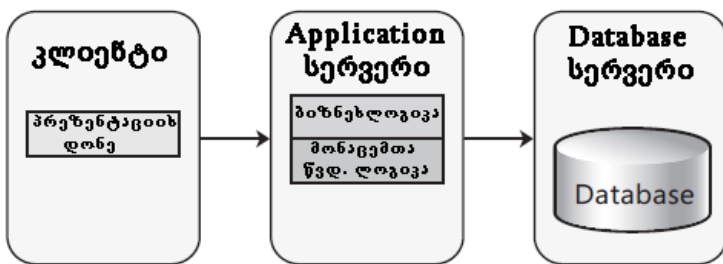 კლიენტი
პრეზენტაციის
დონე
Application
სერვერი
ბიზნესლოგიკა
მონაცემთა
წვდ. ლოგიკა
Database
სერვერი
Database